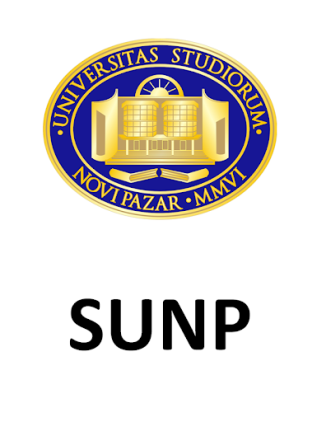 ·UNIVERSITAS STUDIORUM·
NOVI PAZAR · MMVI
SUNP